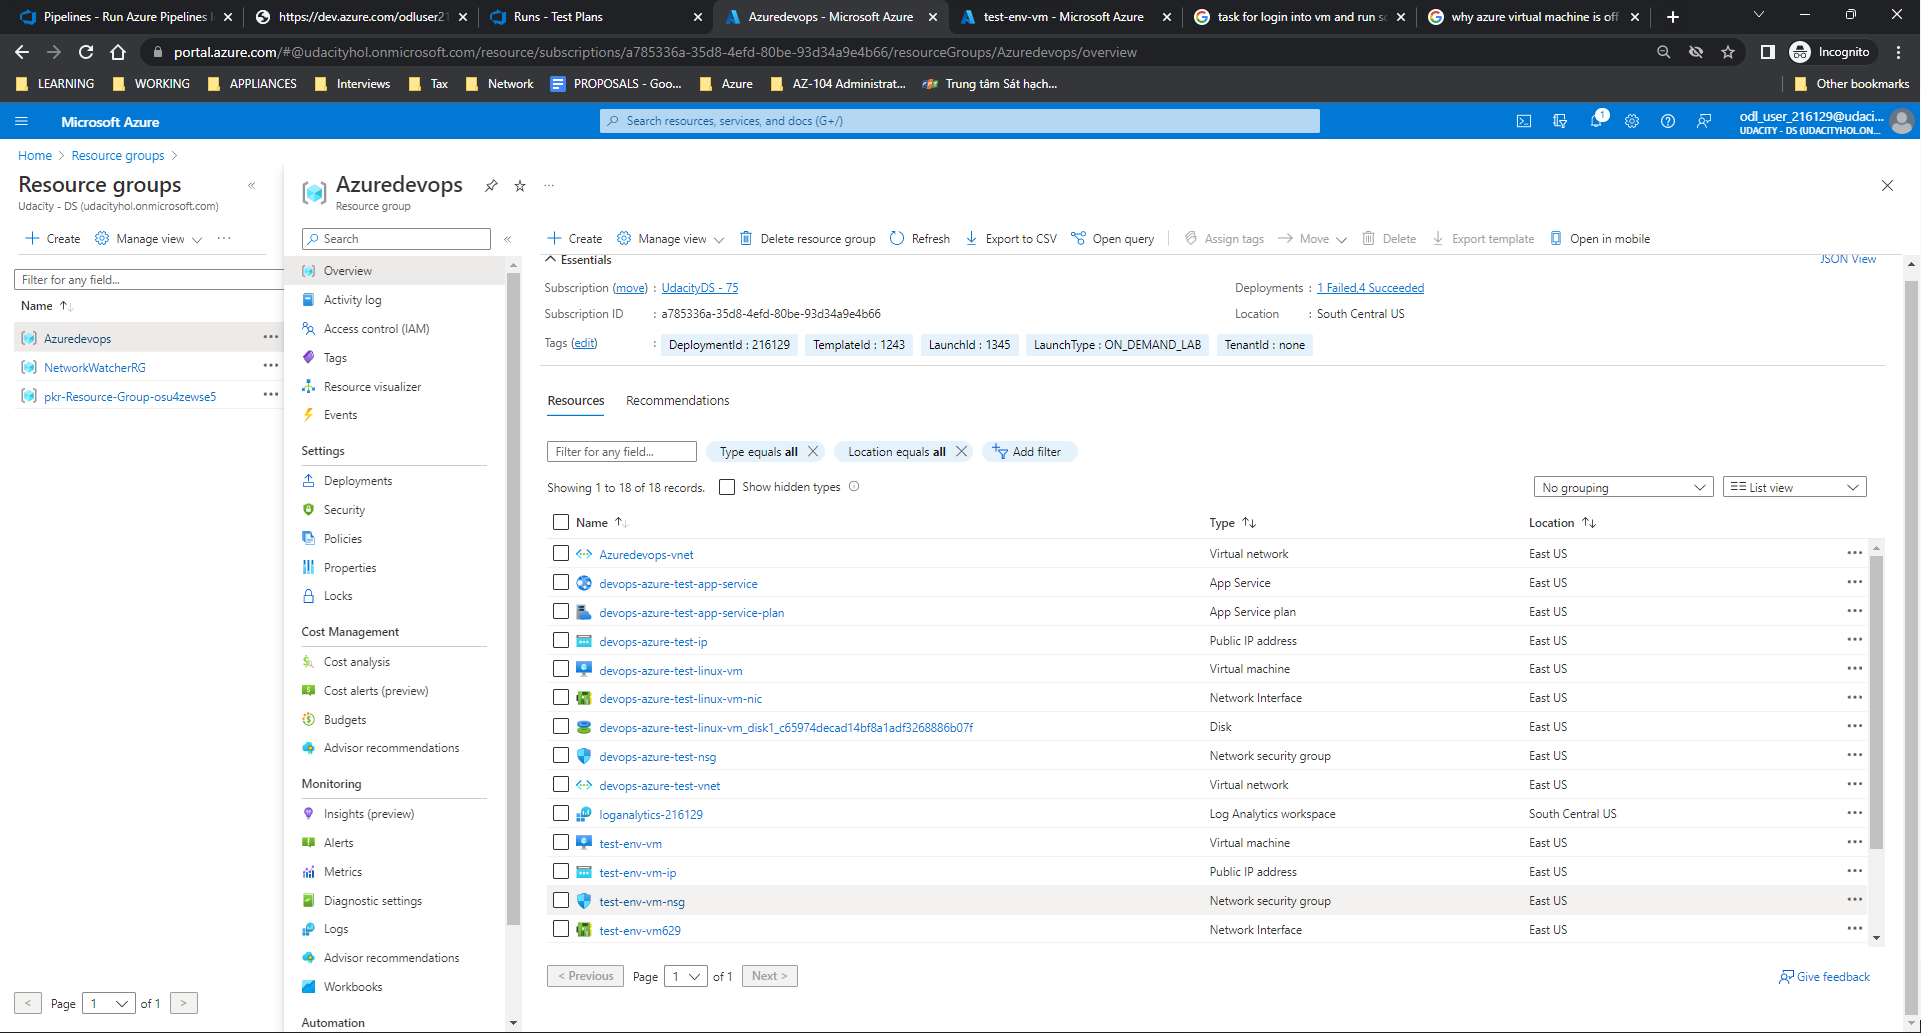 Pipelines - Run Azure Pipelines l
https://dev.azure.com/odluser21
Runs - Test Plans
Azuredevops - Microsoft Azure
test-env-vm - Microsoft Azure
task for login into vm and run sc
why azure virtual machine is off
portal.azure.com/#@udacityhol.onmicrosoft.com/resource/subscriptions/a785336a-35d8-4efd-80be-93d34a9e4b66/resourceGroups/Azuredevops/overview
Incognito
LEARNING
WORKING
APPLIANCES
Interviews
Tax
Network
PROPOSALS - Goo...
Azure
AZ-104 Administrat...
Trung tâm Sát hạch...
Other bookmarks
Microsoft Azure
Search resources, services, and docs (G+/)
1
odl_user_216129@udaci...
UDACITY - DS (UDACITYHOL.ON...
Home > Resource groups >
Resource groups
Udacity - DS (udacityhol.onmicrosoft.com)
Create
Manage view
Filter for any field...
Name
Azuredevops
NetworkWatcherRG
pkr-Resource-Group-osu4zewse5
< Page 1 of 1 >
Azuredevops
Resource group
Search
Overview
Activity log
Access control (IAM)
Tags
Resource visualizer
Events
Settings
Deployments
Security
Policies
Properties
Locks
Cost Management
Cost analysis
Cost alerts (preview)
Budgets
Advisor recommendations
Monitoring
Insights (preview)
Alerts
Metrics
Diagnostic settings
Logs
Advisor recommendations
Workbooks
Automation
Create
Manage view
Delete resource group
Refresh
Export to CSV
Open query
Assign tags
Move
Delete
Export template
Open in mobile
Essentials
JSON View
Subscription (move) : UdacityDS - 75
Deployments : 1 Failed,4 Succeeded
Subscription ID : a785336a-35d8-4efd-80be-93d34a9e4b66
Location : South Central US
Tags (edit) : DeploymentId : 216129 TemplateId : 1243 LaunchId : 1345 LaunchType : ON_DEMAND_LAB TenantId : none
Resources
Recommendations
Filter for any field...
Type equals all
Location equals all
Add filter
Showing 1 to 18 of 18 records.
Show hidden types
No grouping
List view
Name Type Location
Azuredevops-vnet Virtual network East US
devops-azure-test-app-service App Service East US
devops-azure-test-app-service-plan App Service plan East US
devops-azure-test-ip Public IP address East US
devops-azure-test-linux-vm Virtual machine East US
devops-azure-test-linux-vm-nic Network Interface East US
devops-azure-test-linux-vm_disk1_c65974decad14bf8a1adf3268886b07f Disk East US
devops-azure-test-nsg Network security group East US
devops-azure-test-vnet Virtual network East US
loganalytics-216129 Log Analytics workspace South Central US
test-env-vm Virtual machine East US
test-env-vm-ip Public IP address East US
test-env-vm-nsg Network security group East US
test-env-vm629 Network Interface East US
< Previous Page 1 of 1 Next >
Give feedback